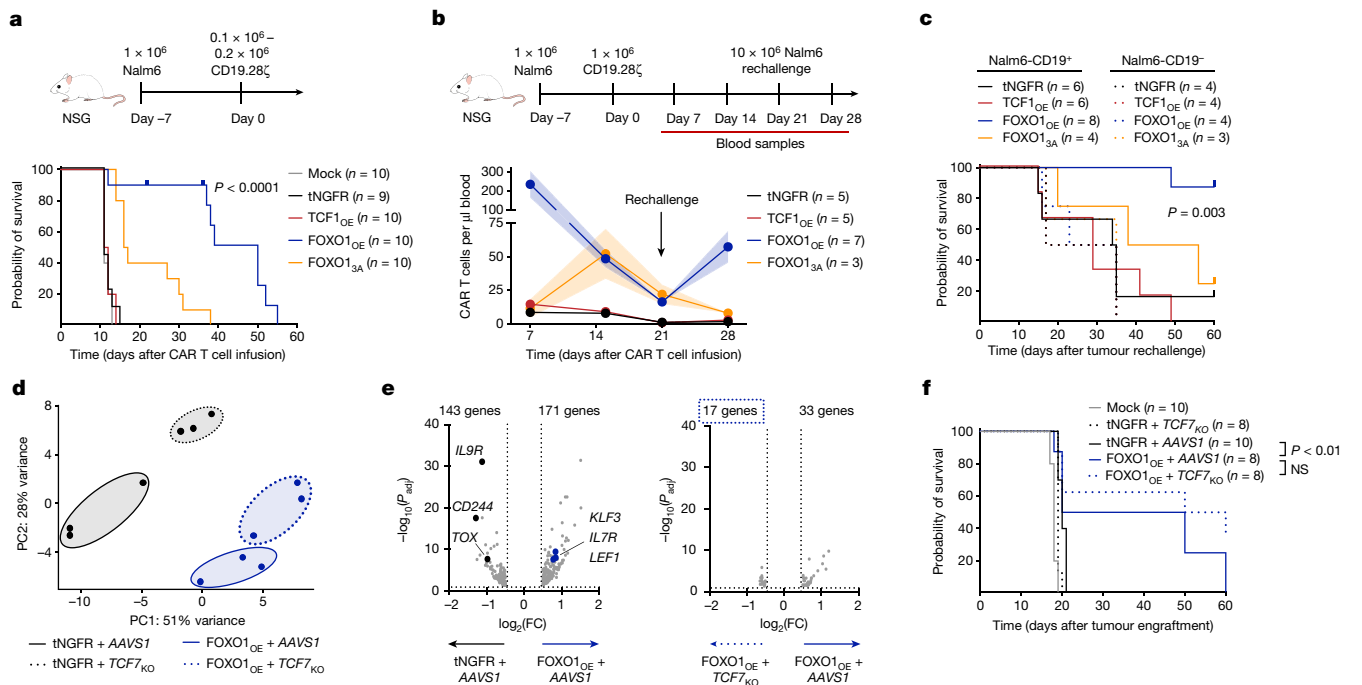 a
1 × 10⁶
Nalm6
0.1 × 10⁶ –
0.2 × 10⁶
CD19.28ζ
NSG
Day –7
Day 0
Probability of survival
100
80
60
40
20
0
10
20
30
40
50
60
Time (days after CAR T cell infusion)
P < 0.0001
Mock (n = 10)
tNGFR (n = 9)
TCF1OE (n = 10)
FOXO1OE (n = 10)
FOXO13A (n = 10)
b
1 × 10⁶
Nalm6
1 × 10⁶
CD19.28ζ
10 × 10⁶ Nalm6
rechallenge
NSG
Day –7
Day 0
Day 7
Day 14
Day 21
Day 28
Blood samples
CAR T cells per µl blood
300
200
100
75
50
25
0
7
14
21
28
Time (days after CAR T cell infusion)
Rechallenge
tNGFR (n = 5)
TCF1OE (n = 5)
FOXO1OE (n = 7)
FOXO13A (n = 3)
c
Nalm6-CD19⁺
Nalm6-CD19⁻
tNGFR (n = 6)
tNGFR (n = 4)
TCF1OE (n = 6)
TCF1OE (n = 4)
FOXO1OE (n = 8)
FOXO1OE (n = 4)
FOXO13A (n = 4)
FOXO13A (n = 3)
Probability of survival
100
80
60
40
20
0
10
20
30
40
50
60
Time (days after tumour rechallenge)
P = 0.003
d
PC2: 28% variance
8
4
0
−4
−10
−5
0
5
PC1: 51% variance
tNGFR + AAVS1
FOXO1OE + AAVS1
tNGFR + TCF7KO
FOXO1OE + TCF7KO
e
143 genes
171 genes
−log10(Padj)
40
30
20
10
0
IL9R
CD244
TOX
KLF3
IL7R
LEF1
−2
−1
0
1
2
log2(FC)
tNGFR +
AAVS1
FOXO1OE +
AAVS1
17 genes
33 genes
−log10(Padj)
40
30
20
10
0
−2
−1
0
1
2
log2(FC)
FOXO1OE +
TCF7KO
FOXO1OE +
AAVS1
f
Mock (n = 10)
tNGFR + TCF7KO (n = 8)
tNGFR + AAVS1 (n = 10)
FOXO1OE + AAVS1 (n = 8)
FOXO1OE + TCF7KO (n = 8)
P < 0.01
NS
Probability of survival
100
80
60
40
20
0
10
20
30
40
50
60
Time (days after tumour engraftment)